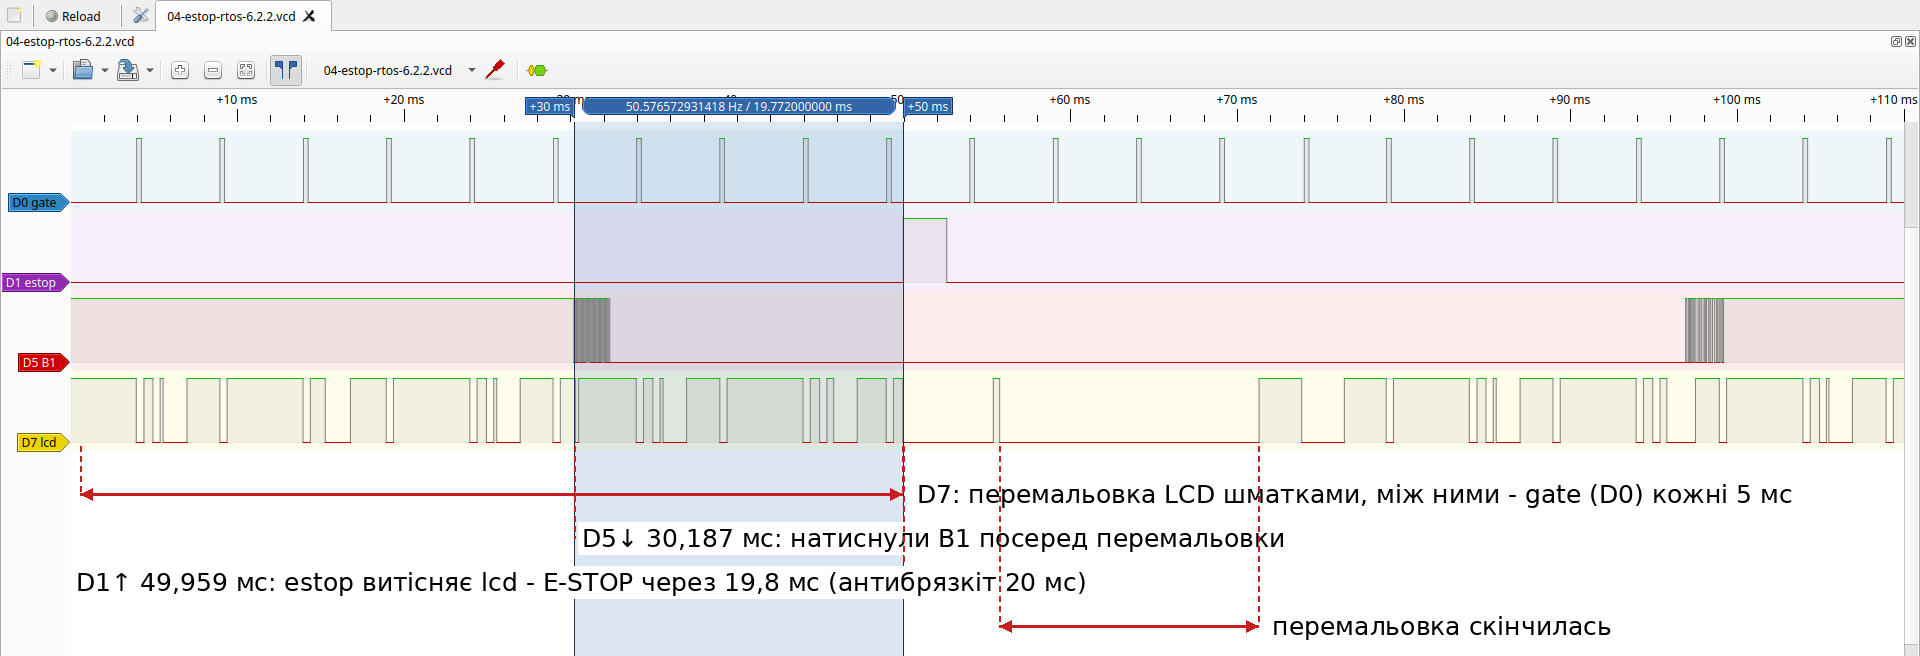 Reload
04-estop-rtos-6.2.2.vcd
04-estop-rtos-6.2.2.vcd
04-estop-rtos-6.2.2.vcd
+10 ms +20 ms +30 ms 50.576572931418 Hz / 19.772000000 ms +50 ms +60 ms +70 ms +80 ms +90 ms +100 ms +110 ms
D0 gate
D1 estop
D5 B1
D7 lcd
D7: перемальовка LCD шматками, між ними - gate (D0) кожні 5 мс
D5↓ 30,187 мс: натиснули B1 посеред перемальовки
D1↑ 49,959 мс: estop витісняє lcd - E-STOP через 19,8 мс (антибрязкіт 20 мс)
перемальовка скінчилась